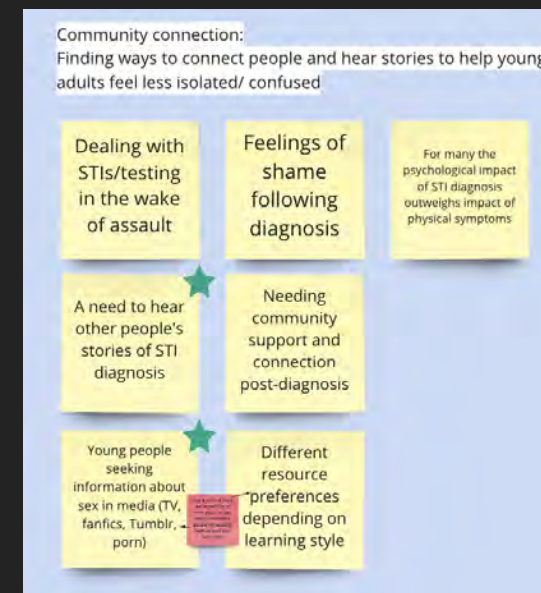 Community connection:
Finding ways to connect people and hear stories to help young
adults feel less isolated/ confused
Dealing with
STIs/testing
in the wake
of assault
Feelings of
shame
following
diagnosis
For many the
psychological impact
of STI diagnosis
outweighs impact of
physical symptoms
A need to hear
other people's
stories of STI
diagnosis
Needing
community
support and
connection
post-diagnosis
Young people
seeking
information about
sex in media (TV,
fanfics, Tumblr,
porn)
Different
resource
preferences
depending on
learning style